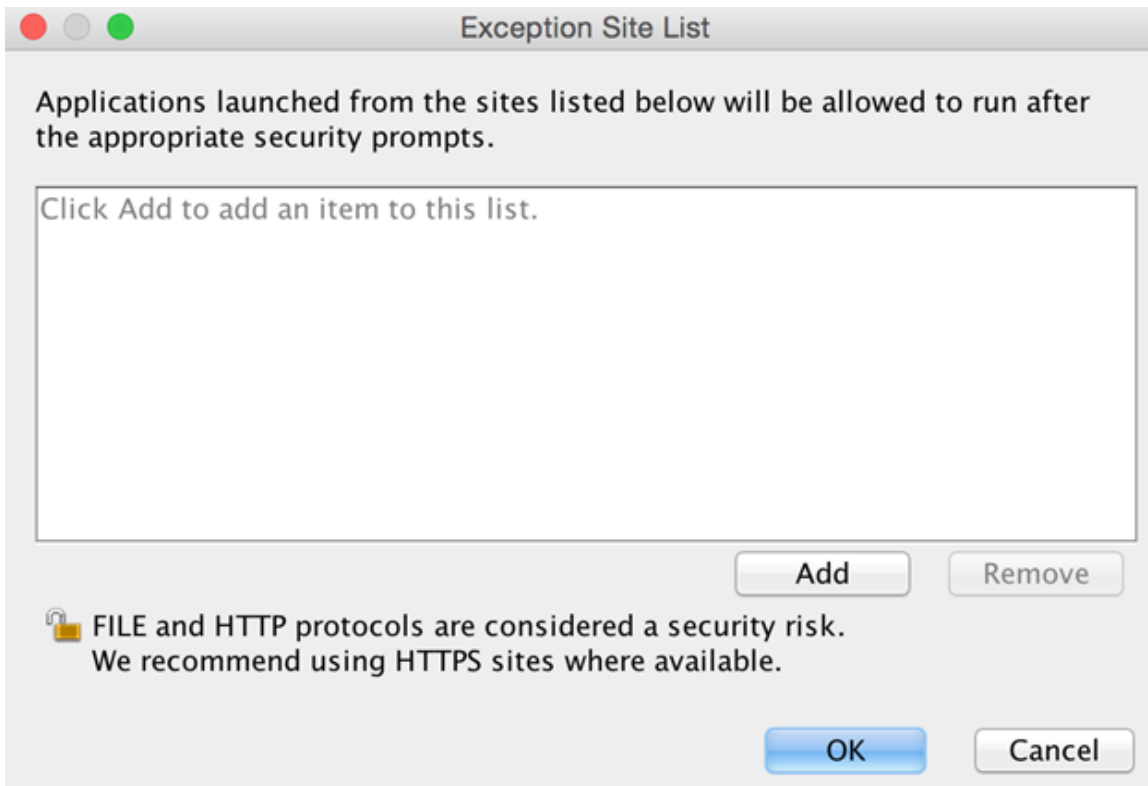 Exception Site List
Applications launched from the sites listed below will be allowed to run after
the appropriate security prompts.
Click Add to add an item to this list.
Add Remove
FILE and HTTP protocols are considered a security risk.
We recommend using HTTPS sites where available.
OK Cancel